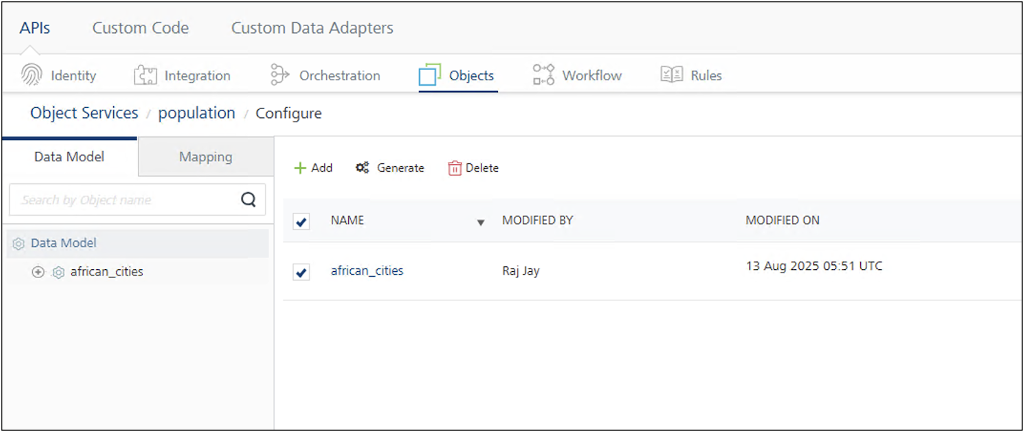 APIs Custom Code Custom Data Adapters
Identity Integration Orchestration Objects Workflow Rules
Object Services / population / Configure
Data Model Mapping
Add Generate Delete
Search by Object name
NAME MODIFIED BY MODIFIED ON
Data Model
african_cities
african_cities Raj Jay 13 Aug 2025 05:51 UTC